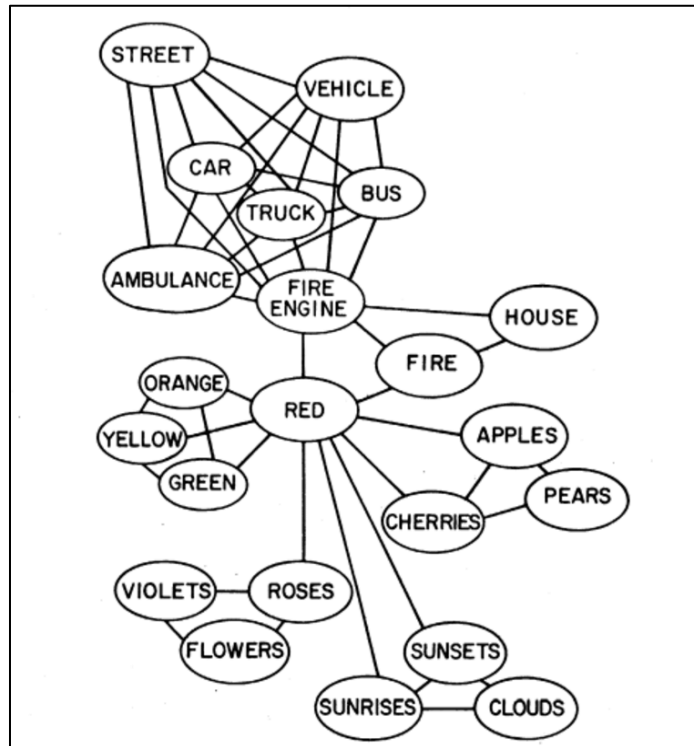 STREET
VEHICLE
CAR
BUS
TRUCK
AMBULANCE
FIRE
ENGINE
HOUSE
FIRE
ORANGE
RED
YELLOW
APPLES
GREEN
PEARS
CHERRIES
VIOLETS
ROSES
FLOWERS
SUNSETS
SUNRISES
CLOUDS